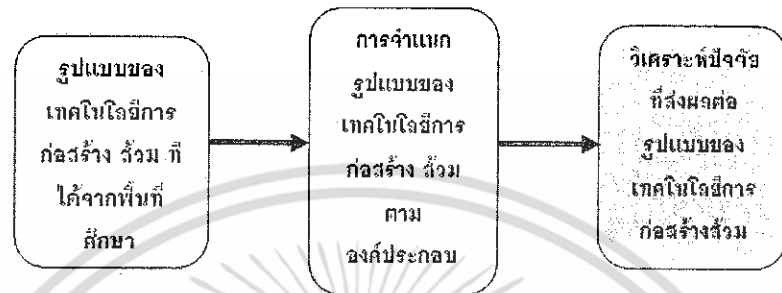 รูปแบบของ
เทคโนโลยีการ
ก่อสร้าง ส้วม ที่
ได้จากพื้นที่
ศึกษา
การจำแนก
รูปแบบของ
เทคโนโลยีการ
ก่อสร้าง ส้วม
ตาม
องค์ประกอบ
วิเคราะห์ปัจจัย
ที่ส่งผลต่อ
รูปแบบของ
เทคโนโลยีการ
ก่อสร้างส้วม